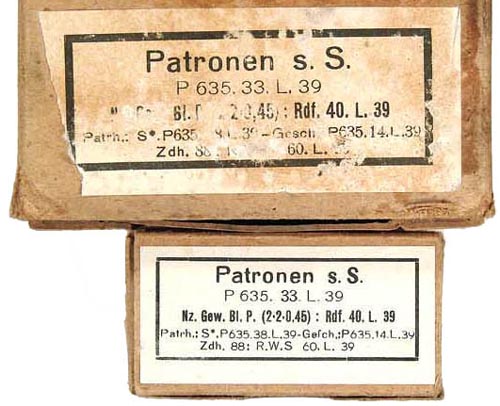 Patronen s. S.
P 635. 33. L. 39
Bl. 2·0,45) : Rdf. 40. L. 39
Patrh.: S*. P635. L. 39-Gesch. P635.14.L.39
Zdh. 88: 60. L.
Patronen s. S.
P 635. 33. L. 39
Nz. Gew. Bl. P. (2·2·0,45) : Rdf. 40. L. 39
Patrh.: S*.P635.38.L.39-Gesch.:P635.14.L.39
Zdh. 88: R.W.S 60. L. 39